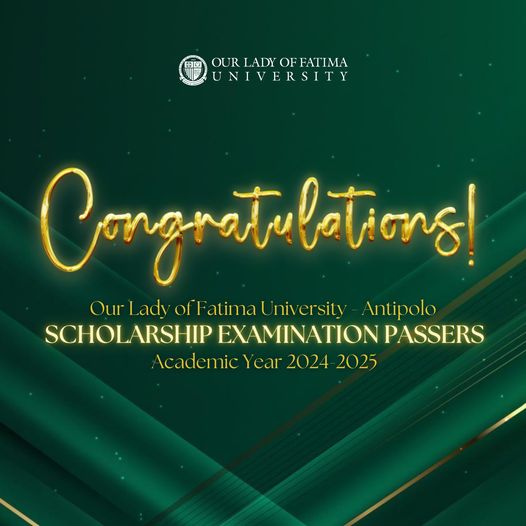 OUR LADY OF FATIMA
UNIVERSITY
Congratulations!
Our Lady of Fatima University - Antipolo
SCHOLARSHIP EXAMINATION PASSERS
Academic Year 2024-2025